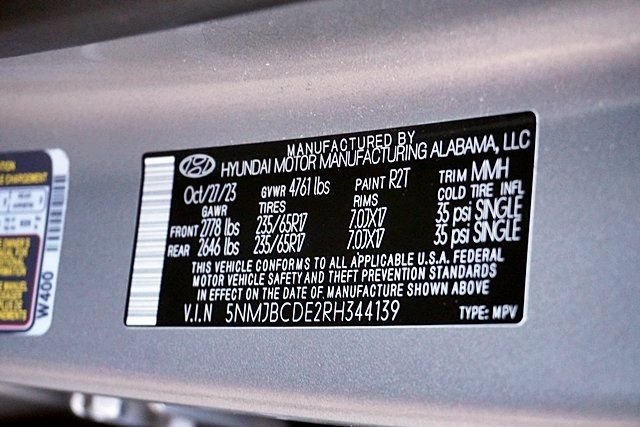 MANUFACTURED BY
HYUNDAI MOTOR MANUFACTURING ALABAMA, LLC
Oct/27/23 GVWR 4761 lbs PAINT R2T TRIM MMH
GAWR TIRES RIMS COLD TIRE INFL
FRONT 2778 lbs 235/65R17 7.0JX17 35 psi SINGLE
REAR 2646 lbs 235/65R17 7.0JX17 35 psi SINGLE
THIS VEHICLE CONFORMS TO ALL APPLICABLE U.S.A. FEDERAL
MOTOR VEHICLE SAFETY AND THEFT PREVENTION STANDARDS
IN EFFECT ON THE DATE OF MANUFACTURE SHOWN ABOVE
V.I.N 5NMJBCDE2RH344139 TYPE: MPV
W400